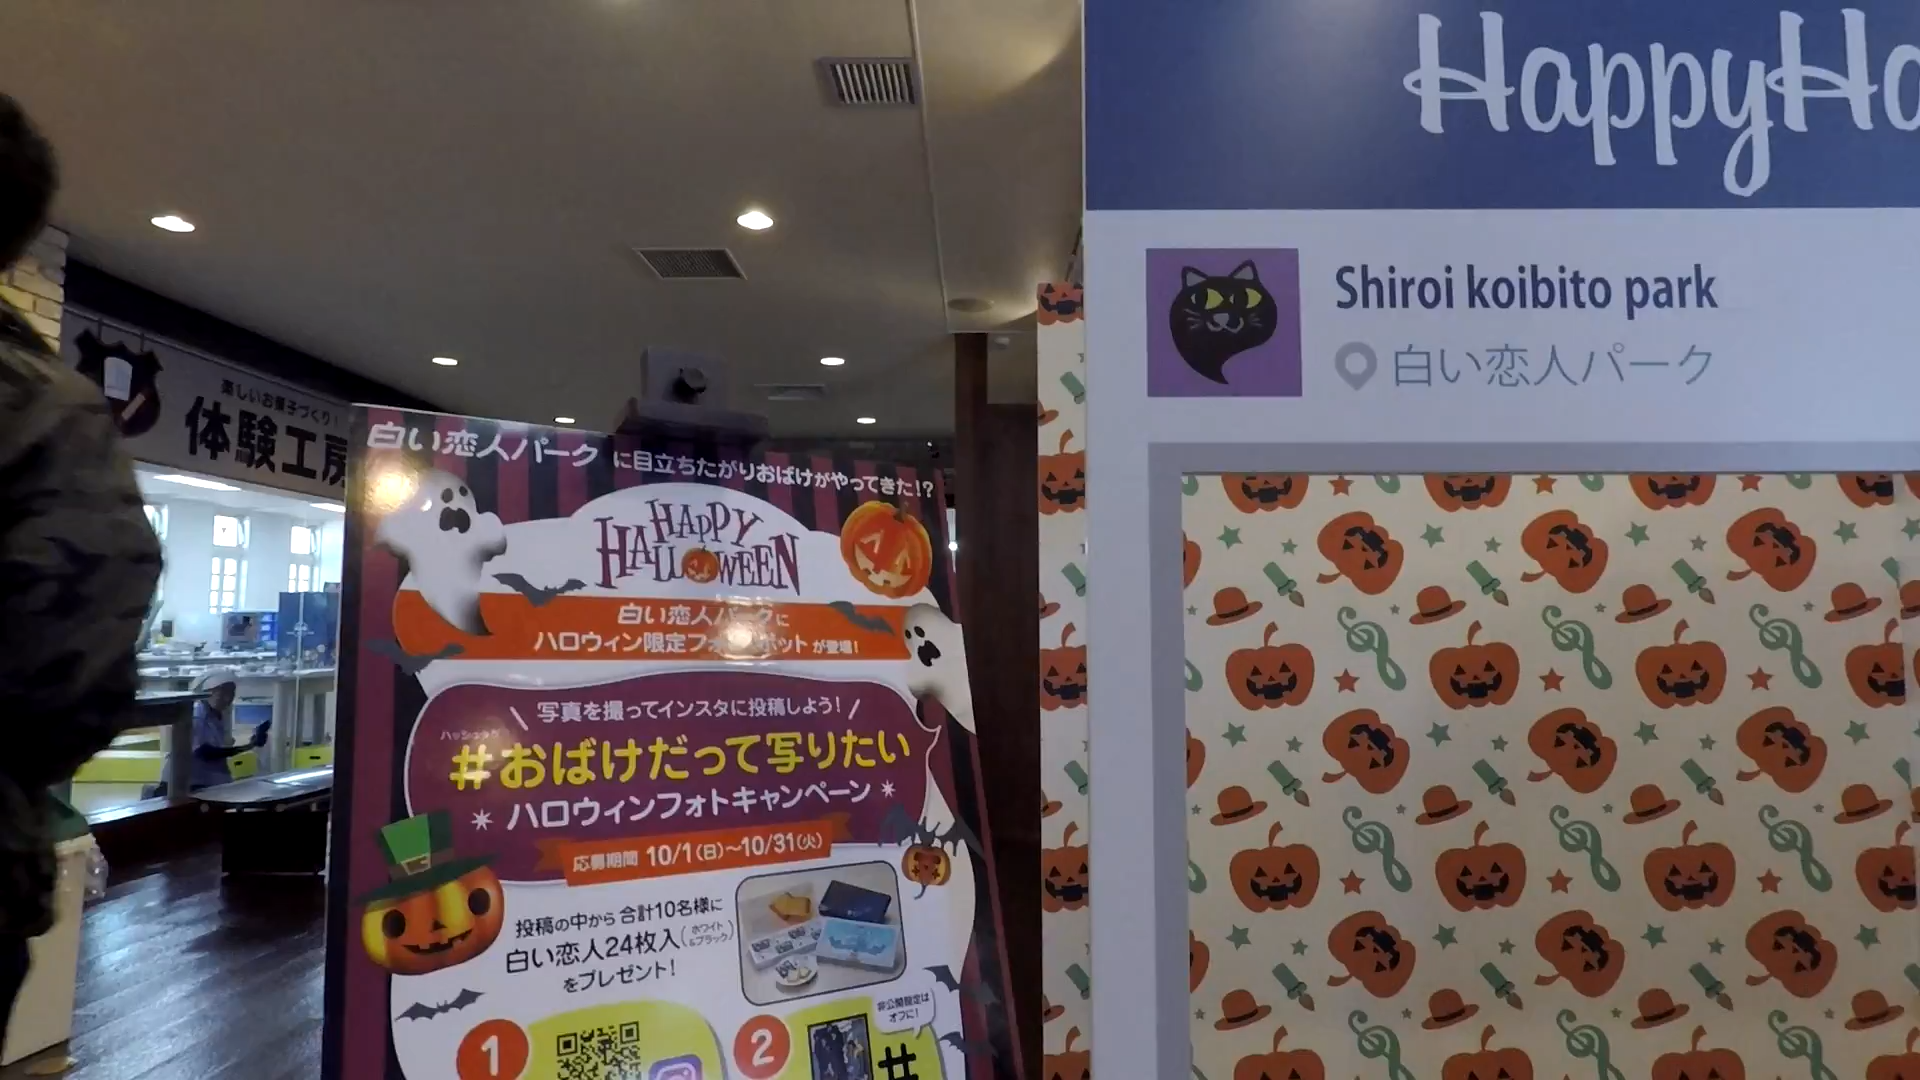 HappyHa
Shiroi koibito park
白い恋人パーク
楽しいお菓子づくり!
体験工房
白い恋人パークに目立ちたがりおばけがやってきた!?
HAPPY
HALLOWEEN
白い恋人パークに
ハロウィン限定フォトスポットが登場!
\ 写真を撮ってインスタに投稿しよう! /
ハッシュタグ
#おばけだって写りたい
ハロウィンフォトキャンペーン
応募期間 10/1(日)~10/31(火)
投稿の中から合計10名様に
白い恋人24枚入(ホワイト&ブラック)
をプレゼント!
1
2
非公開設定は
オフに!
#